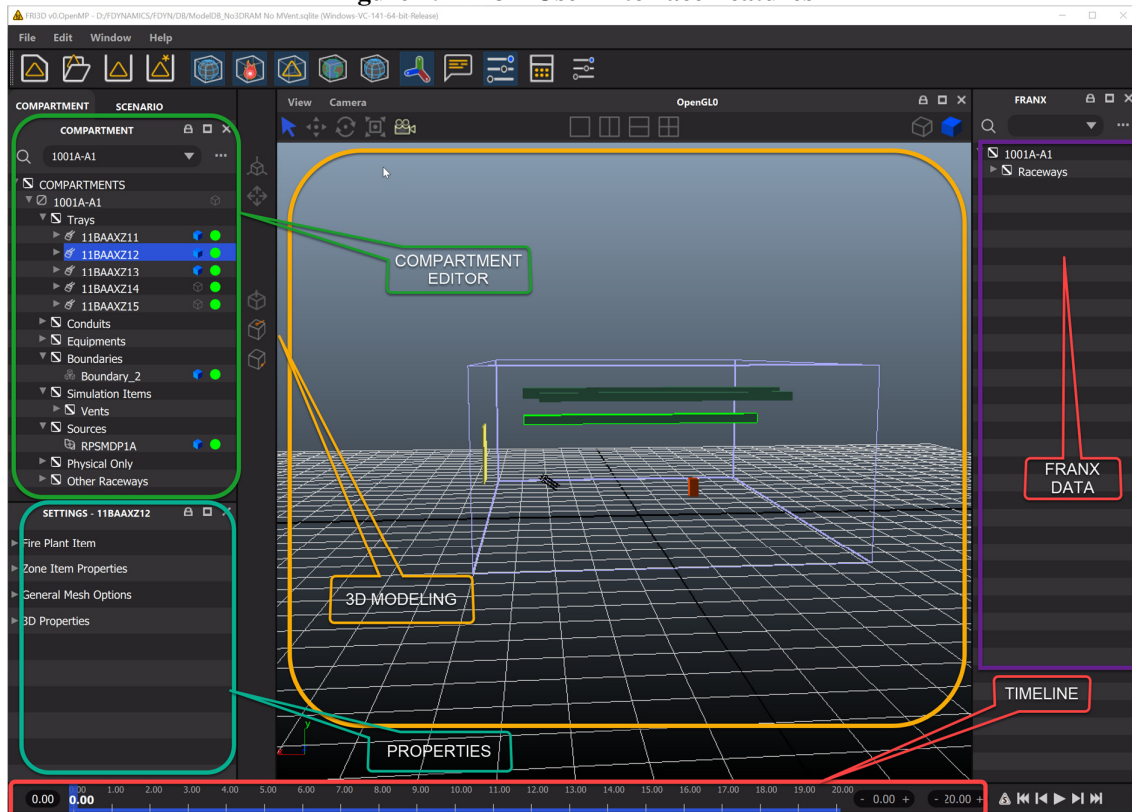 FRI3D v0.OpenMP - D:/FDYNAMICS/FDYN/DB/ModelDB_No3DRAM No MVent.sqlite (Windows-VC-141-64-bit-Release)
File Edit Window Help
COMPARTMENT SCENARIO
COMPARTMENT
1001A-A1
COMPARTMENTS
1001A-A1
Trays
11BAAXZ11
11BAAXZ12
11BAAXZ13
11BAAXZ14
11BAAXZ15
Conduits
Equipments
Boundaries
Boundary_2
Simulation Items
Vents
Sources
RPSMDP1A
Physical Only
Other Raceways
SETTINGS - 11BAAXZ12
Fire Plant Item
Zone Item Properties
General Mesh Options
3D Properties
View Camera OpenGL0
COMPARTMENT
EDITOR
3D MODELING
PROPERTIES
y
FRANX
1001A-A1
Raceways
FRANX
DATA
TIMELINE
0.00 0.00 1.00 2.00 3.00 4.00 5.00 6.00 7.00 8.00 9.00 10.00 11.00 12.00 13.00 14.00 15.00 16.00 17.00 18.00 19.00 20.00 - 0.00 + - 20.00 +